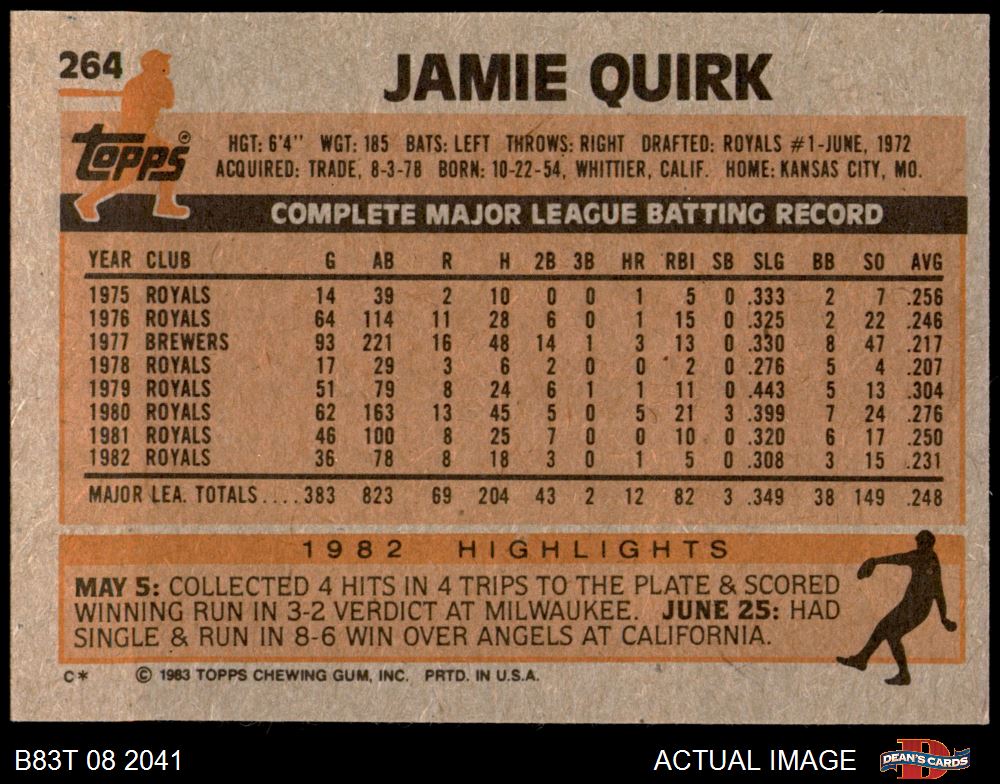 264
JAMIE QUIRK
Topps®
HGT: 6'4" WGT: 185 BATS: LEFT THROWS: RIGHT DRAFTED: ROYALS #1-JUNE, 1972
ACQUIRED: TRADE, 8-3-78 BORN: 10-22-54, WHITTIER, CALIF. HOME: KANSAS CITY, MO.
COMPLETE MAJOR LEAGUE BATTING RECORD
YEAR CLUB G AB R H 2B 3B HR RBI SB SLG BB SO AVG
1975 ROYALS 14 39 2 10 0 0 1 5 0 .333 2 7 .256
1976 ROYALS 64 114 11 28 6 0 1 15 0 .325 2 22 .246
1977 BREWERS 93 221 16 48 14 1 3 13 0 .330 8 47 .217
1978 ROYALS 17 29 3 6 2 0 0 2 0 .276 5 4 .207
1979 ROYALS 51 79 8 24 6 1 1 11 0 .443 5 13 .304
1980 ROYALS 62 163 13 45 5 0 5 21 3 .399 7 24 .276
1981 ROYALS 46 100 8 25 7 0 0 10 0 .320 6 17 .250
1982 ROYALS 36 78 8 18 3 0 1 5 0 .308 3 15 .231
MAJOR LEA. TOTALS....383 823 69 204 43 2 12 82 3 .349 38 149 .248
1982 HIGHLIGHTS
MAY 5: COLLECTED 4 HITS IN 4 TRIPS TO THE PLATE & SCORED
WINNING RUN IN 3-2 VERDICT AT MILWAUKEE. JUNE 25: HAD
SINGLE & RUN IN 8-6 WIN OVER ANGELS AT CALIFORNIA.
C* © 1983 TOPPS CHEWING GUM, INC. PRTD. IN U.S.A.
B83T 08 2041 ACTUAL IMAGE
D
DEAN'S CARDS